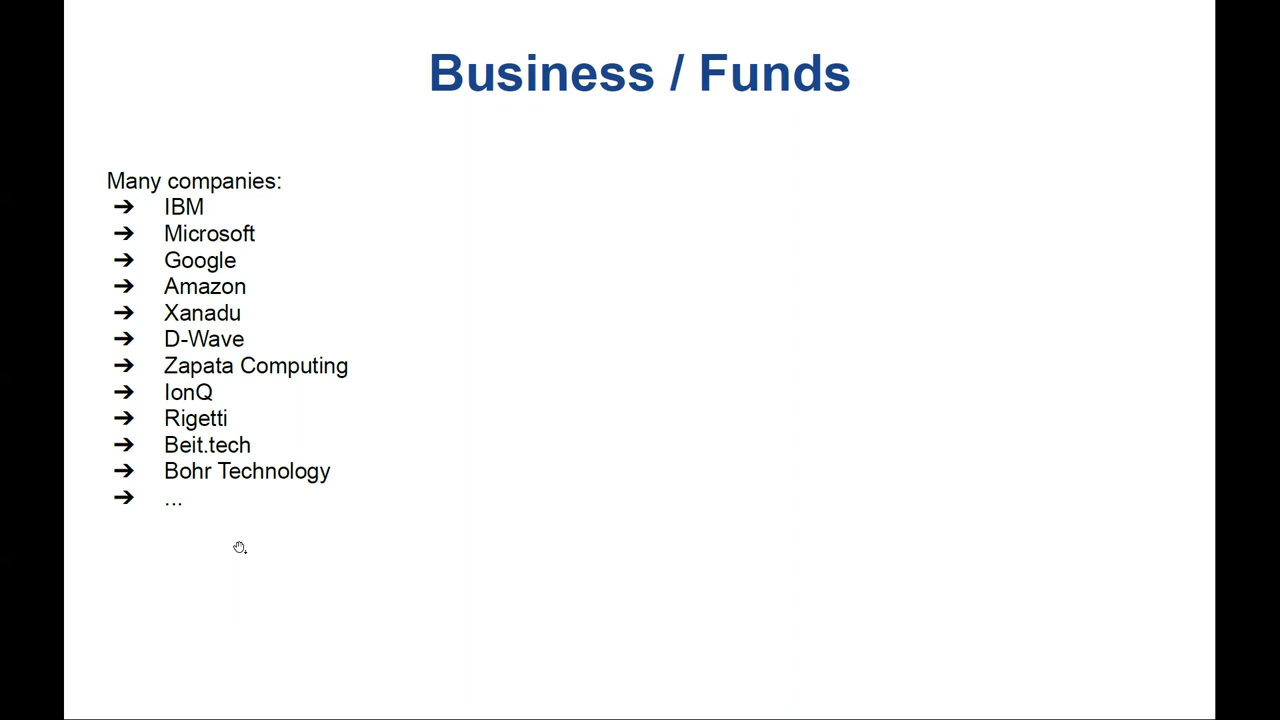 Business / Funds
Many companies:
➔ IBM
➔ Microsoft
➔ Google
➔ Amazon
➔ Xanadu
➔ D-Wave
➔ Zapata Computing
➔ IonQ
➔ Rigetti
➔ Beit.tech
➔ Bohr Technology
➔ ...